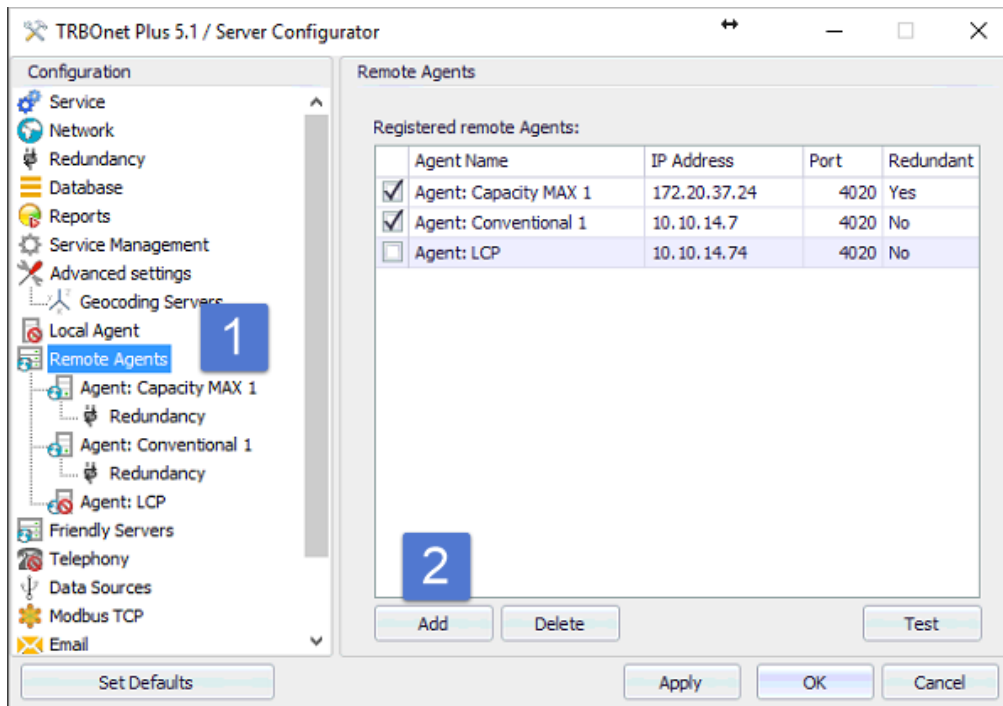 TRBOnet Plus 5.1 / Server Configurator
Configuration
Service
Network
Redundancy
Database
Reports
Service Management
Advanced settings
Geocoding Servers
Local Agent
1
Remote Agents
Agent: Capacity MAX 1
Redundancy
Agent: Conventional 1
Redundancy
Agent: LCP
Friendly Servers
Telephony
Data Sources
Modbus TCP
Email
Set Defaults
Remote Agents
Registered remote Agents:
Agent Name IP Address Port Redundant
Agent: Capacity MAX 1 172.20.37.24 4020 Yes
Agent: Conventional 1 10.10.14.7 4020 No
Agent: LCP 10.10.14.74 4020 No
2
Add Delete Test
Apply OK Cancel